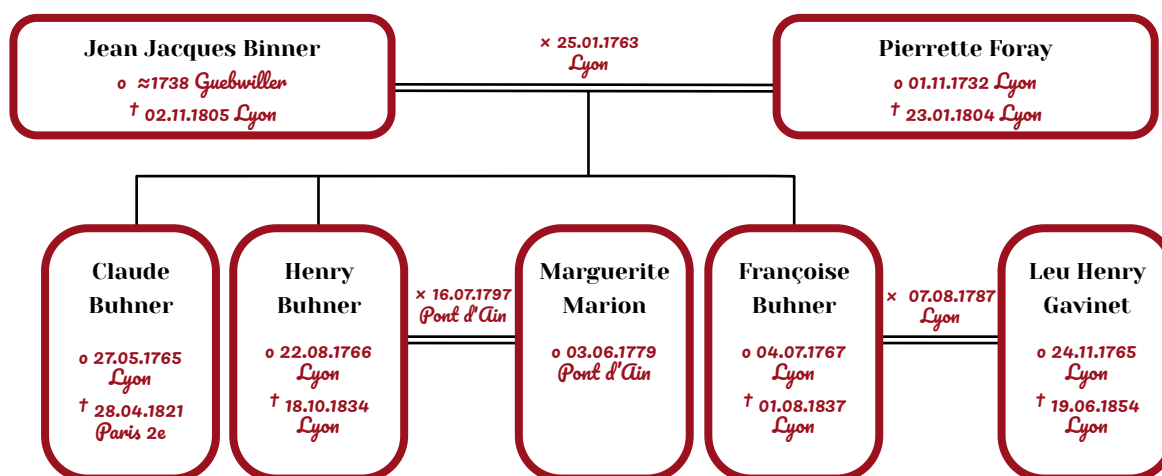 Jean Jacques Binner
o ≈1738 Guebwiller
† 02.11.1805 Lyon
× 25.01.1763
Lyon
Pierrette Foray
o 01.11.1732 Lyon
† 23.01.1804 Lyon
Claude
Buhner
o 27.05.1765
Lyon
† 28.04.1821
Paris 2e
Henry
Buhner
o 22.08.1766
Lyon
† 18.10.1834
Lyon
× 16.07.1797
Pont d'Ain
Marguerite
Marion
o 03.06.1779
Pont d'Ain
Françoise
Buhner
o 04.07.1767
Lyon
† 01.08.1837
Lyon
× 07.08.1787
Lyon
Leu Henry
Gavinet
o 24.11.1765
Lyon
† 19.06.1854
Lyon